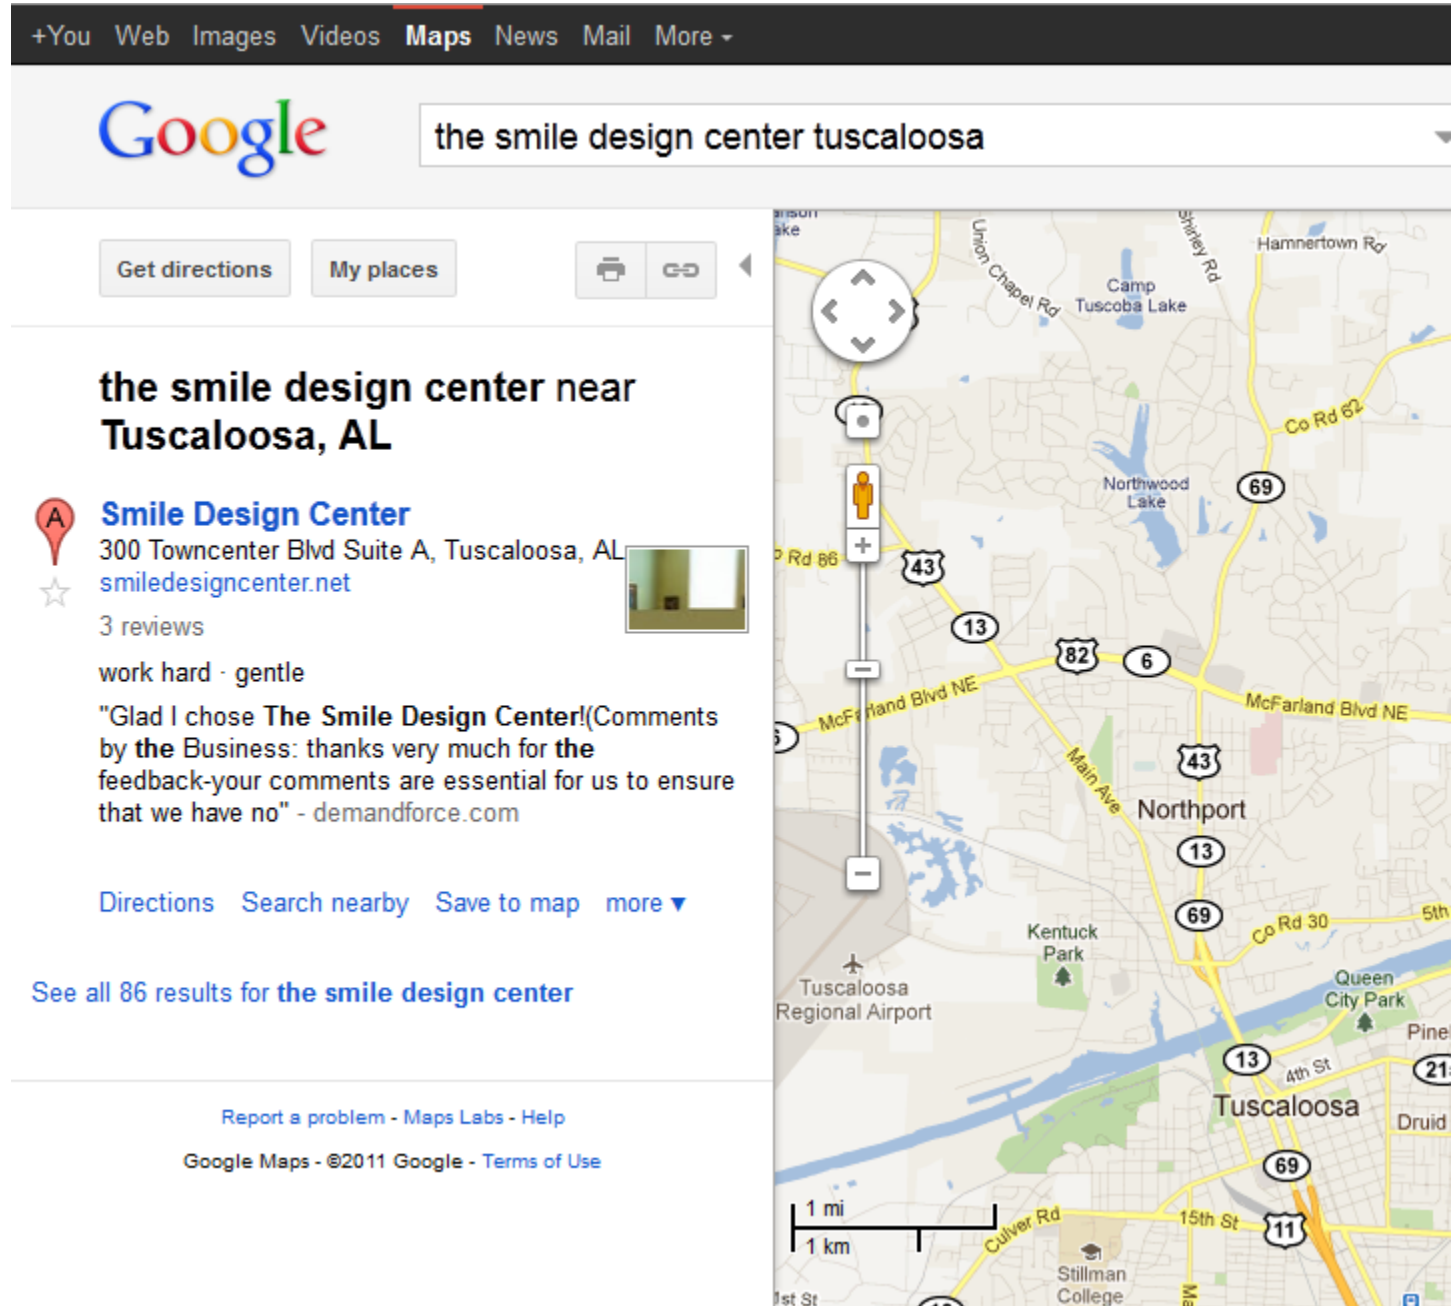 +You Web Images Videos Maps News Mail More
Google
the smile design center tuscaloosa
Get directions My places
the smile design center near
Tuscaloosa, AL
A
Smile Design Center
300 Towncenter Blvd Suite A, Tuscaloosa, AL
smiledesigncenter.net
3 reviews
work hard · gentle
"Glad I chose The Smile Design Center!(Comments
by the Business: thanks very much for the
feedback-your comments are essential for us to ensure
that we have no" - demandforce.com
Directions Search nearby Save to map more ▼
See all 86 results for the smile design center
Report a problem - Maps Labs - Help
Google Maps - ©2011 Google - Terms of Use
Union Chapel Rd
Shirley Rd
Hamnertown Rd
Camp
Tuscoba Lake
Co Rd 62
Northwood
Lake
69
Rd 86
43
13
82
6
McFarland Blvd NE
McFarland Blvd NE
Main Ave
43
Northport
13
69
Co Rd 30
5th
Kentuck
Park
Tuscaloosa
Regional Airport
Queen
City Park
13
4th St
21
Tuscaloosa
Druid
69
1 mi
1 km
Culver Rd
15th St
11
Stillman
College